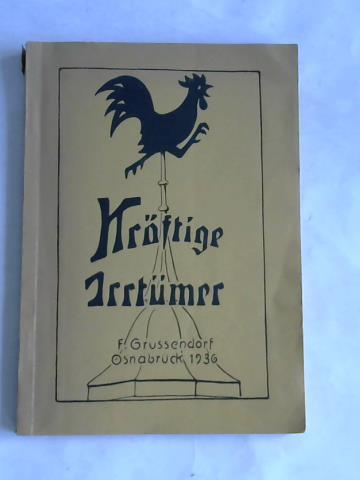 Kräftige
Irrtümer
F. Grussendorf
Osnabrück, 1936